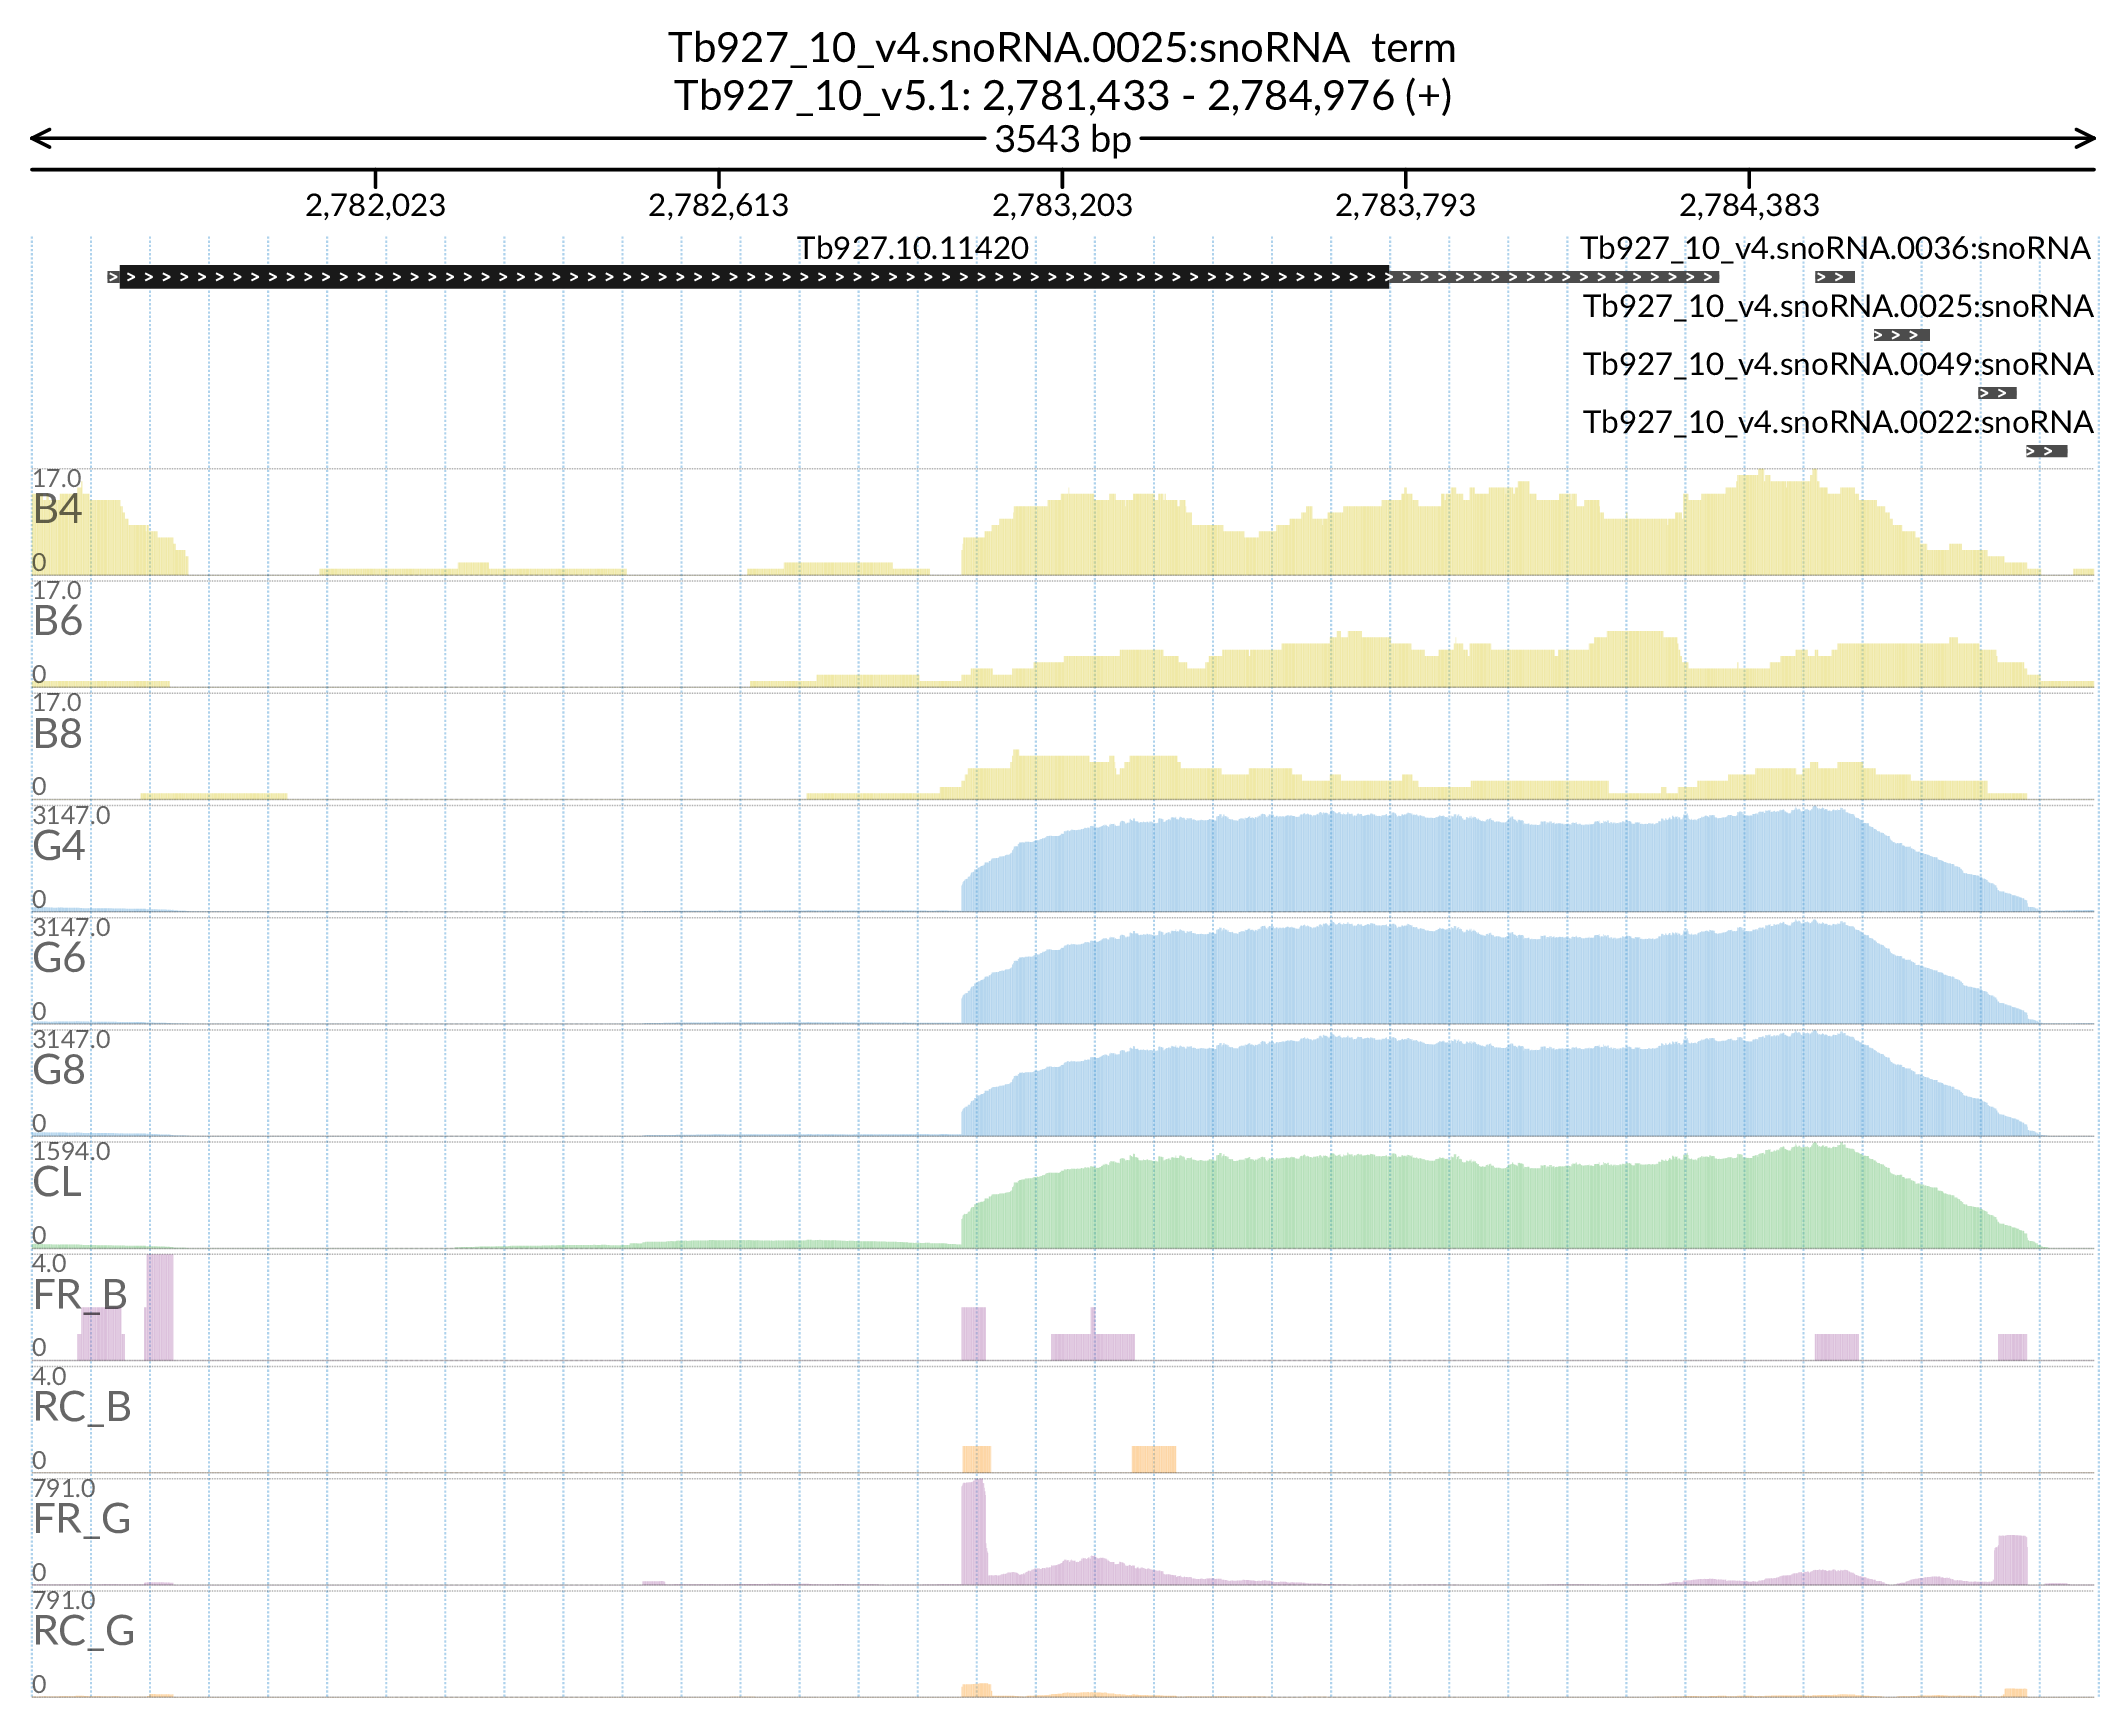 Tb927_10_v4.snoRNA.0025:snoRNA term
Tb927_10_v5.1: 2,781,433 - 2,784,976 (+)
3543 bp
2,782,023 2,782,613 2,783,203 2,783,793 2,784,383
Tb927.10.11420 Tb927_10_v4.snoRNA.0036:snoRNA
Tb927_10_v4.snoRNA.0025:snoRNA
Tb927_10_v4.snoRNA.0049:snoRNA
Tb927_10_v4.snoRNA.0022:snoRNA
17.0
B4
0
17.0
B6
0
17.0
B8
0
3147.0
G4
0
3147.0
G6
0
3147.0
G8
0
1594.0
CL
0
4.0
FR_B
0
4.0
RC_B
0
791.0
FR_G
0
791.0
RC_G
0